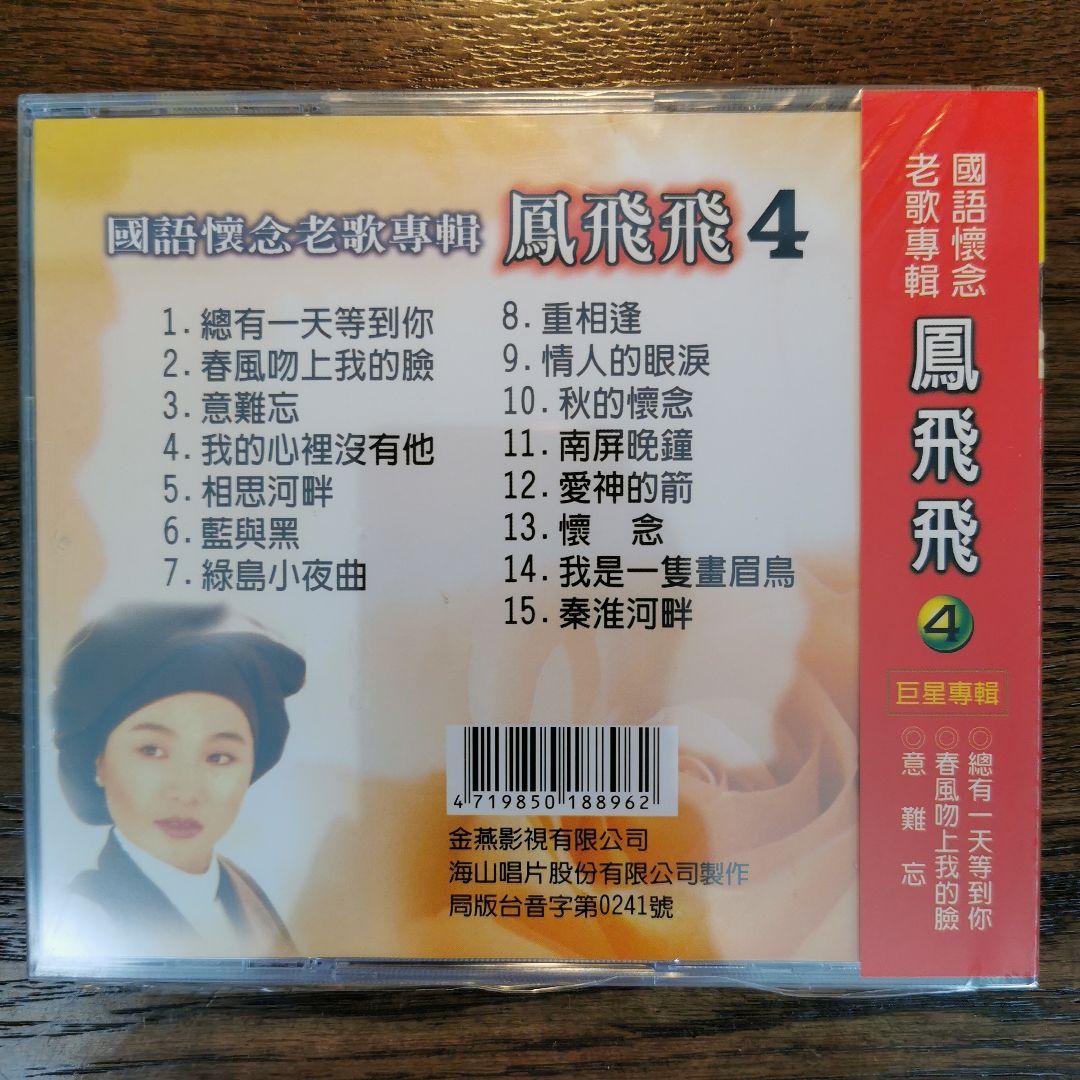 國語懷念老歌專輯 鳳飛飛 4
1. 總有一天等到你
2. 春風吻上我的臉
3. 意難忘
4. 我的心裡沒有他
5. 相思河畔
6. 藍與黑
7. 綠島小夜曲
8. 重相逢
9. 情人的眼淚
10. 秋的懷念
11. 南屏晚鐘
12. 愛神的箭
13. 懷 念
14. 我是一隻畫眉鳥
15. 秦淮河畔
4 719850 188962
金燕影視有限公司
海山唱片股份有限公司製作
局版台音字第0241號
國語懷念
老歌專輯
鳳飛飛
4
巨星專輯
◎總有一天等到你
◎春風吻上我的臉
◎意難忘